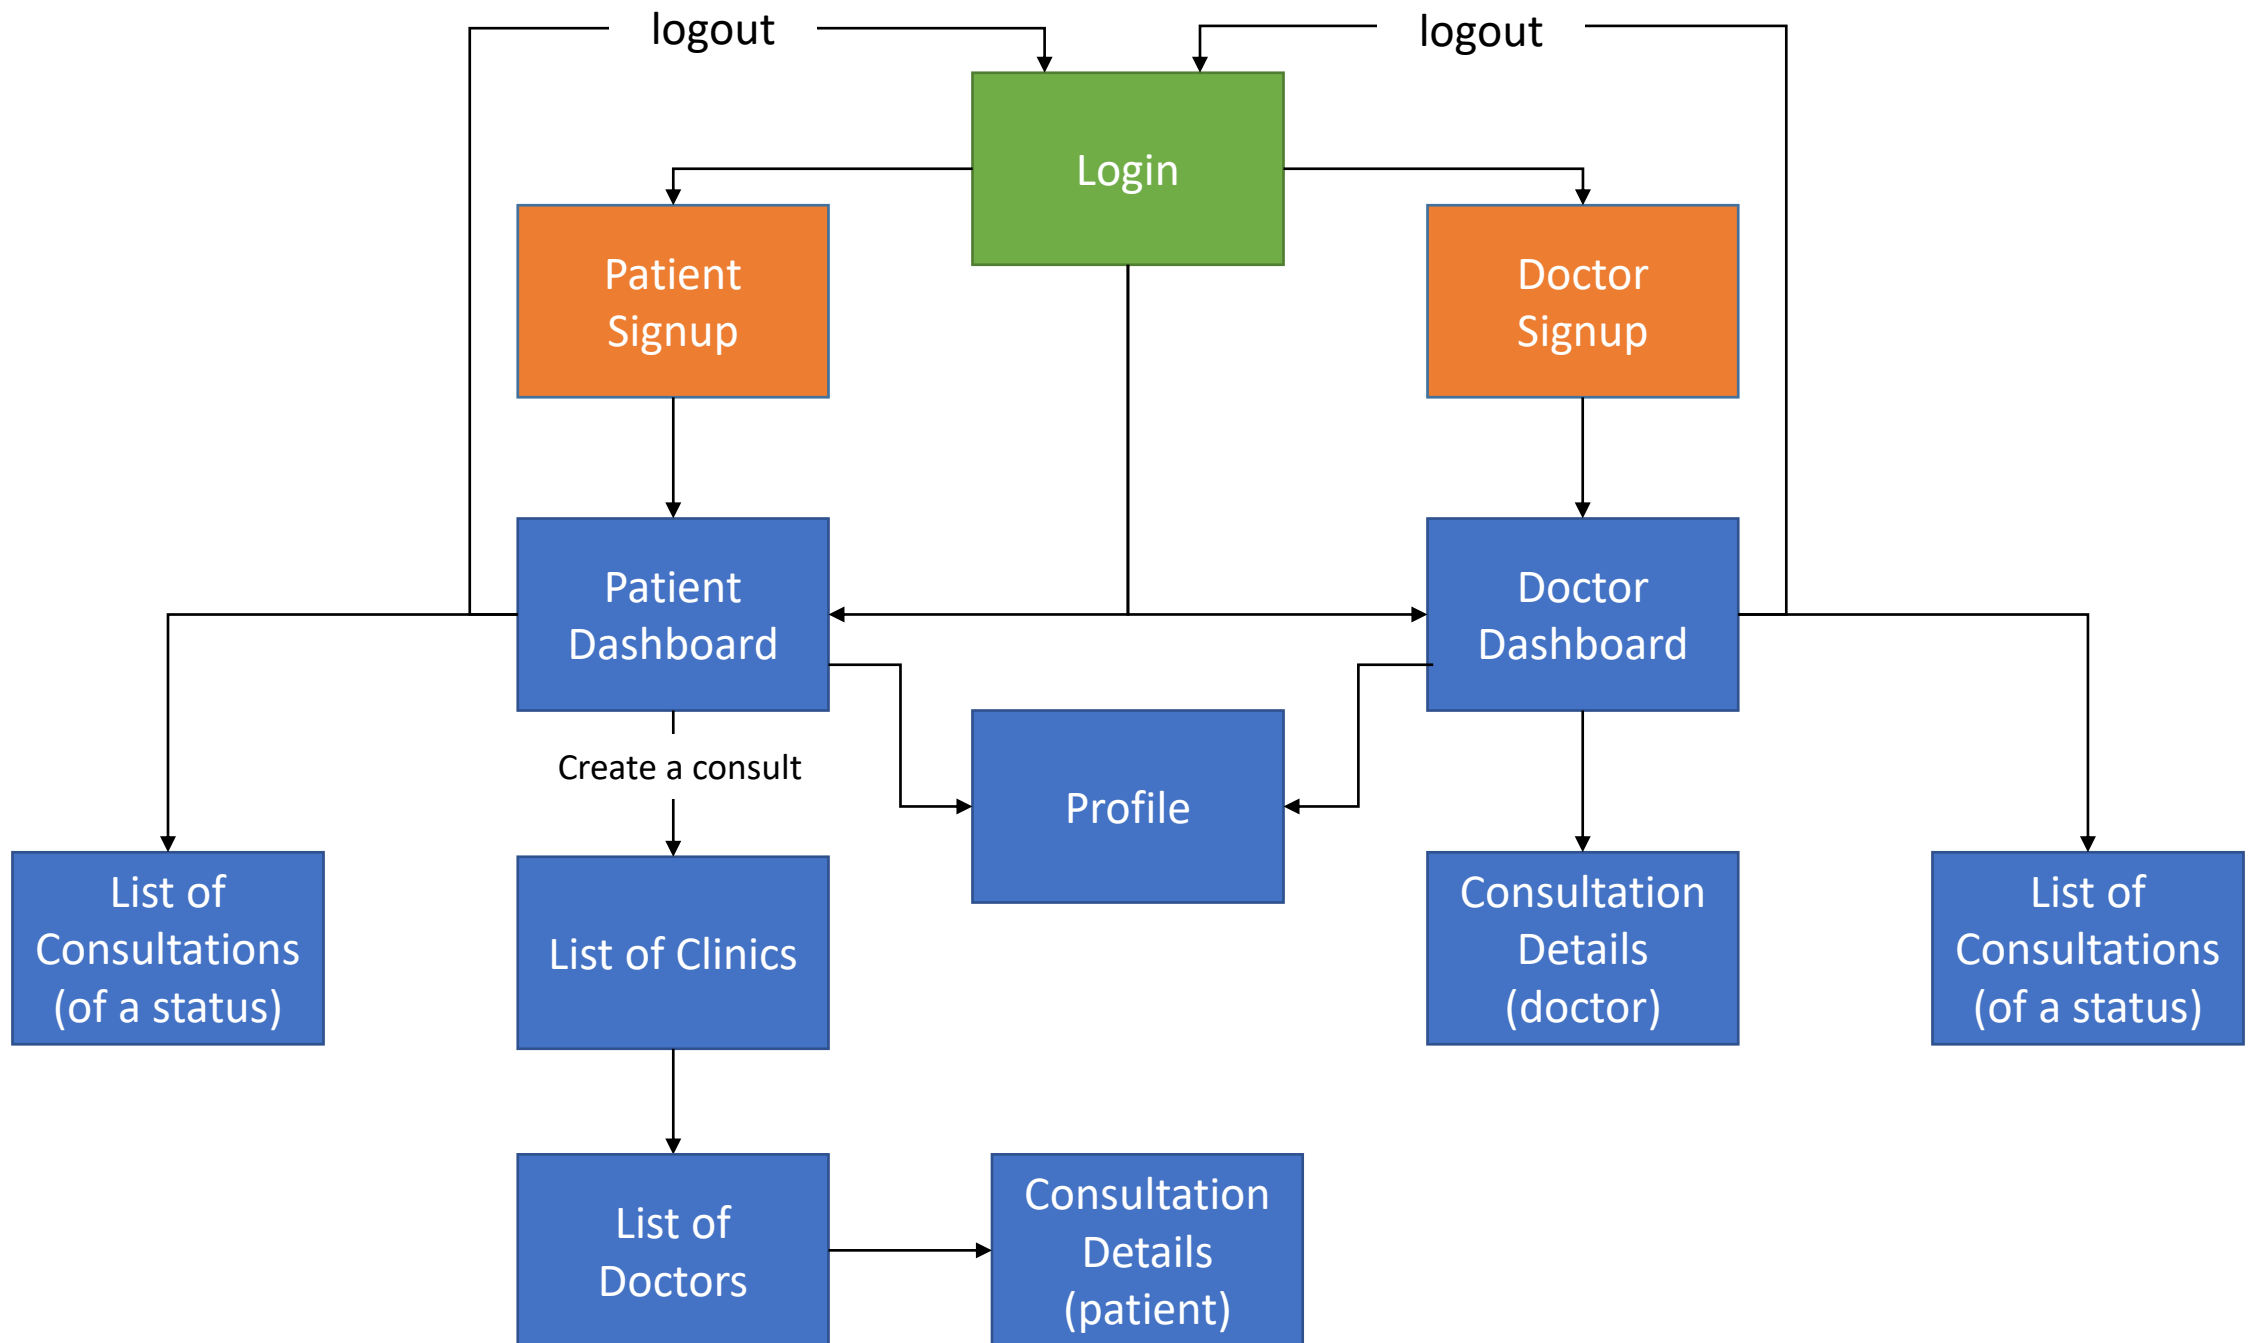 logout
logout
Login
Patient
Signup
Doctor
Signup
Patient
Dashboard
Doctor
Dashboard
Create a consult
Profile
List of
Consultations
(of a status)
List of Clinics
Consultation
Details
(doctor)
List of
Consultations
(of a status)
List of
Doctors
Consultation
Details
(patient)